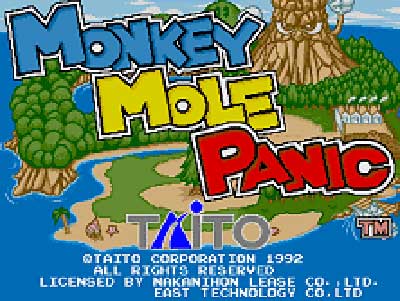 MONKEY
MOLE
PANIC
TAITO
TM
©TAITO CORPORATION 1992
ALL RIGHTS RESERVED
LICENSED BY NAKANIHON LEASE CO.,LTD.
EAST TECHNOLOGY CO.LTD